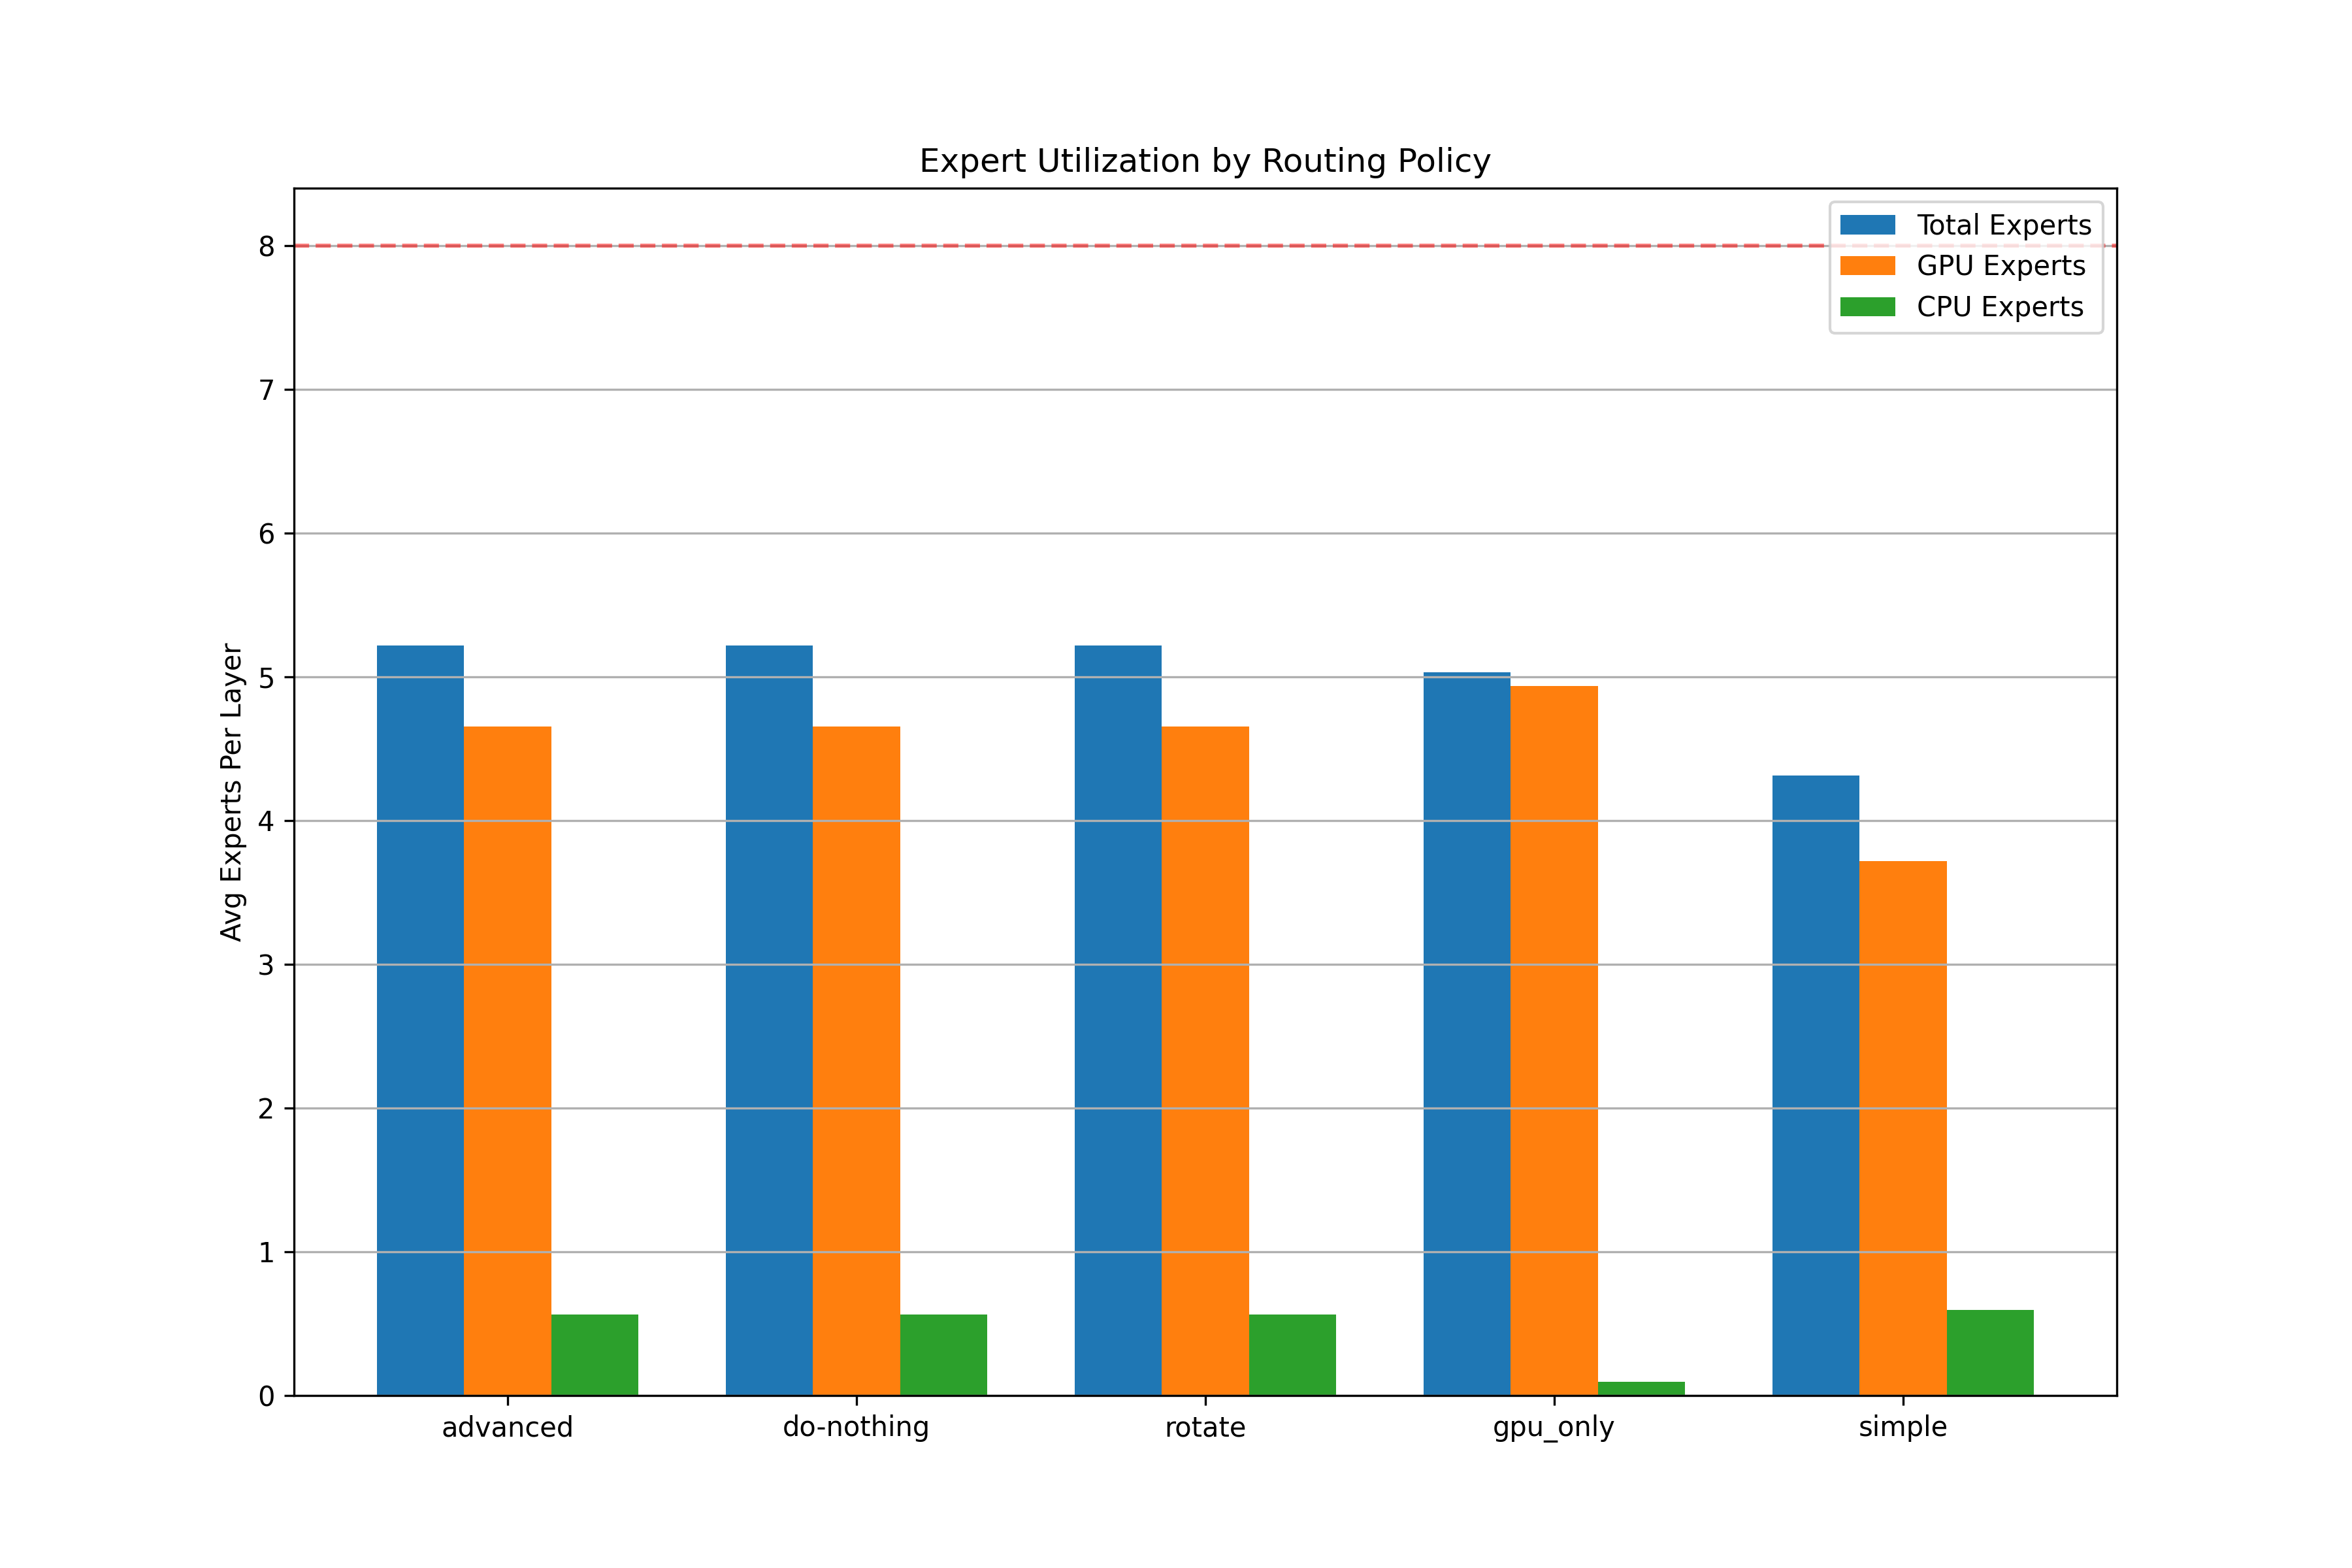 Expert Utilization by Routing Policy
Total Experts
GPU Experts
CPU Experts
Avg Experts Per Layer
8
7
6
5
4
3
2
1
0
advanced do-nothing rotate gpu_only simple